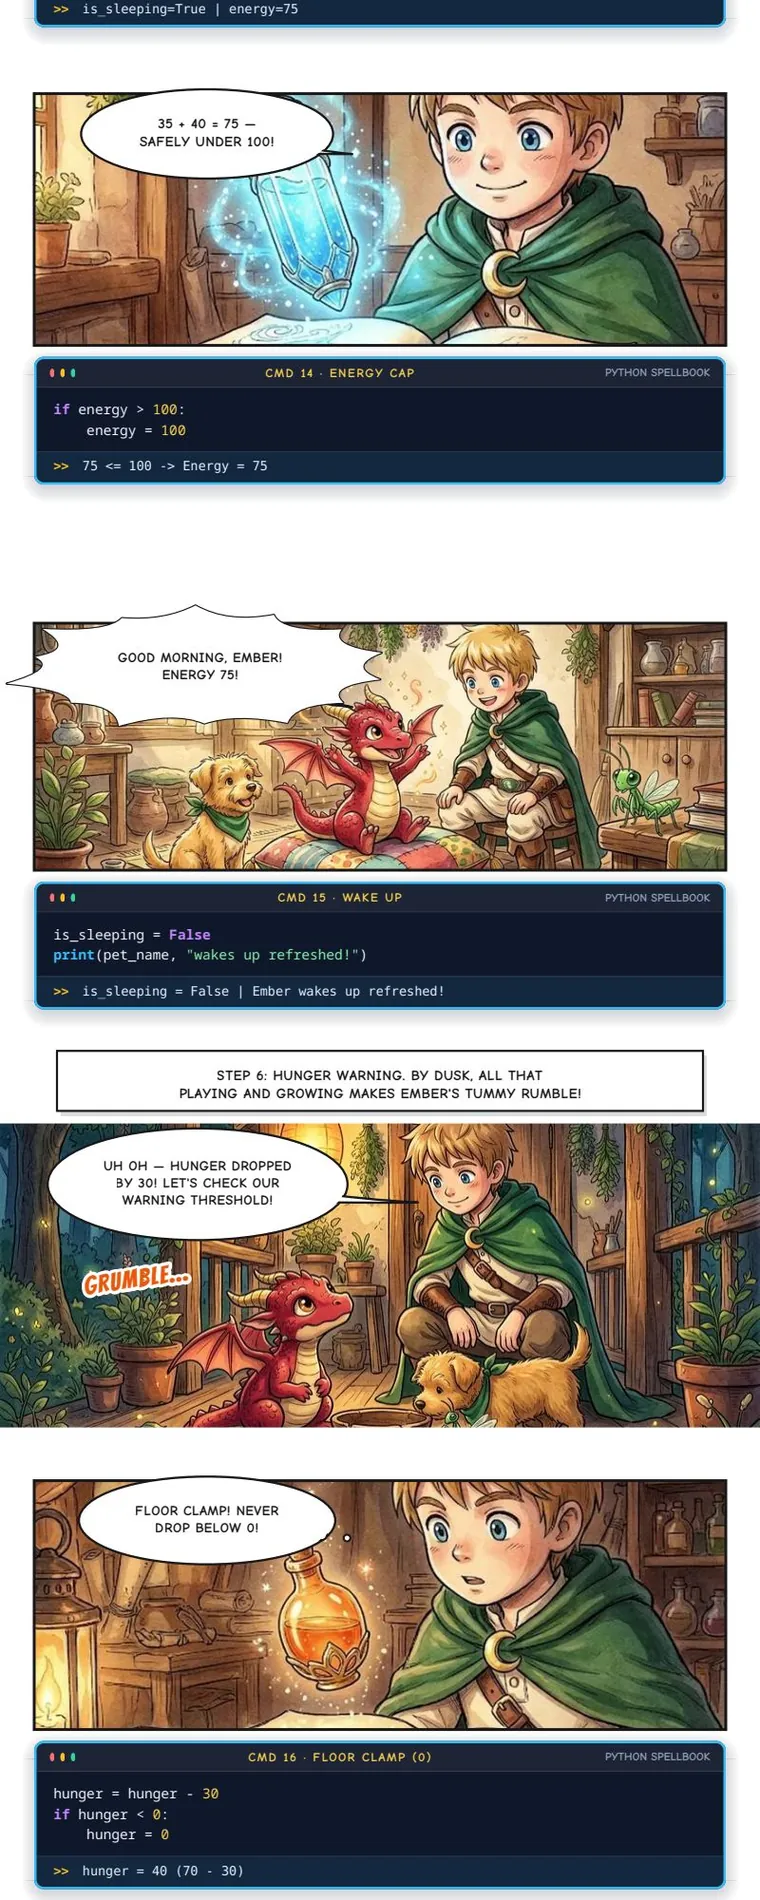 >> is_sleeping=True | energy=75
35 + 40 = 75 —
SAFELY UNDER 100!
CMD 14 · ENERGY CAP
PYTHON SPELLBOOK
if energy > 100:
    energy = 100
>> 75 <= 100 -> Energy = 75
GOOD MORNING, EMBER!
ENERGY 75!
CMD 15 · WAKE UP
PYTHON SPELLBOOK
is_sleeping = False
print(pet_name, "wakes up refreshed!")
>> is_sleeping = False | Ember wakes up refreshed!
STEP 6: HUNGER WARNING. BY DUSK, ALL THAT
PLAYING AND GROWING MAKES EMBER'S TUMMY RUMBLE!
UH OH — HUNGER DROPPED
BY 30! LET'S CHECK OUR
WARNING THRESHOLD!
GRUMBLE...
FLOOR CLAMP! NEVER
DROP BELOW 0!
CMD 16 · FLOOR CLAMP (0)
PYTHON SPELLBOOK
hunger = hunger - 30
if hunger < 0:
    hunger = 0
>> hunger = 40 (70 - 30)